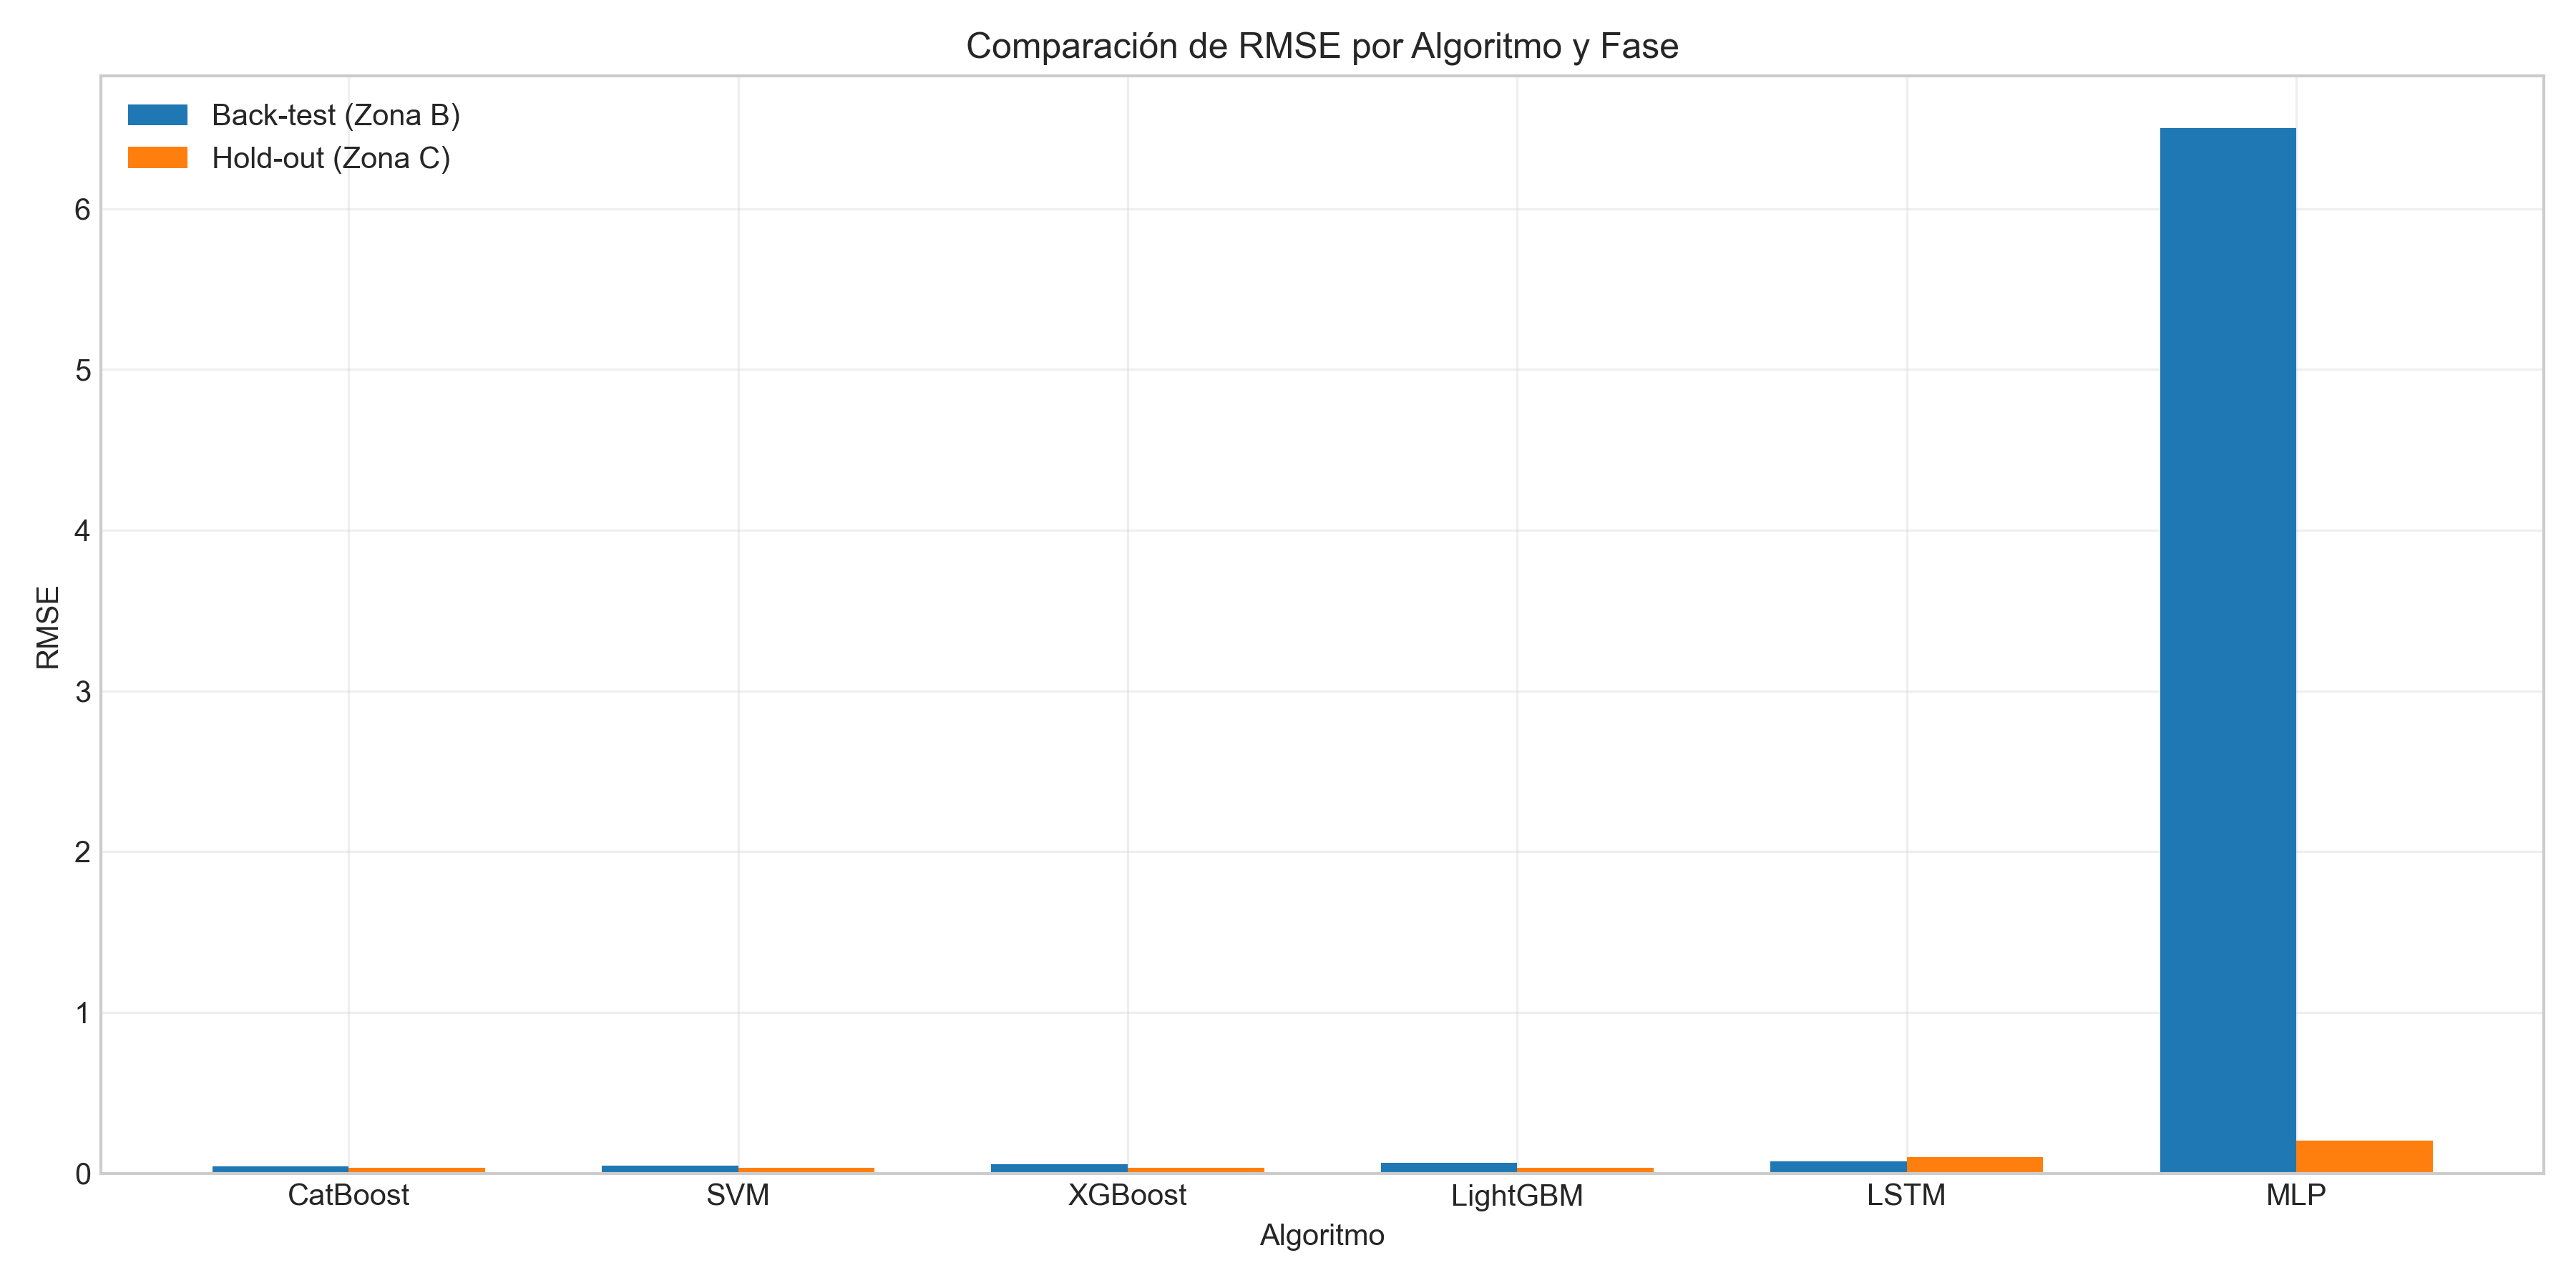 Comparación de RMSE por Algoritmo y Fase
Back-test (Zona B)
Hold-out (Zona C)
6
5
4
3
2
1
0
RMSE
CatBoost
SVM
XGBoost
LightGBM
LSTM
MLP
Algoritmo